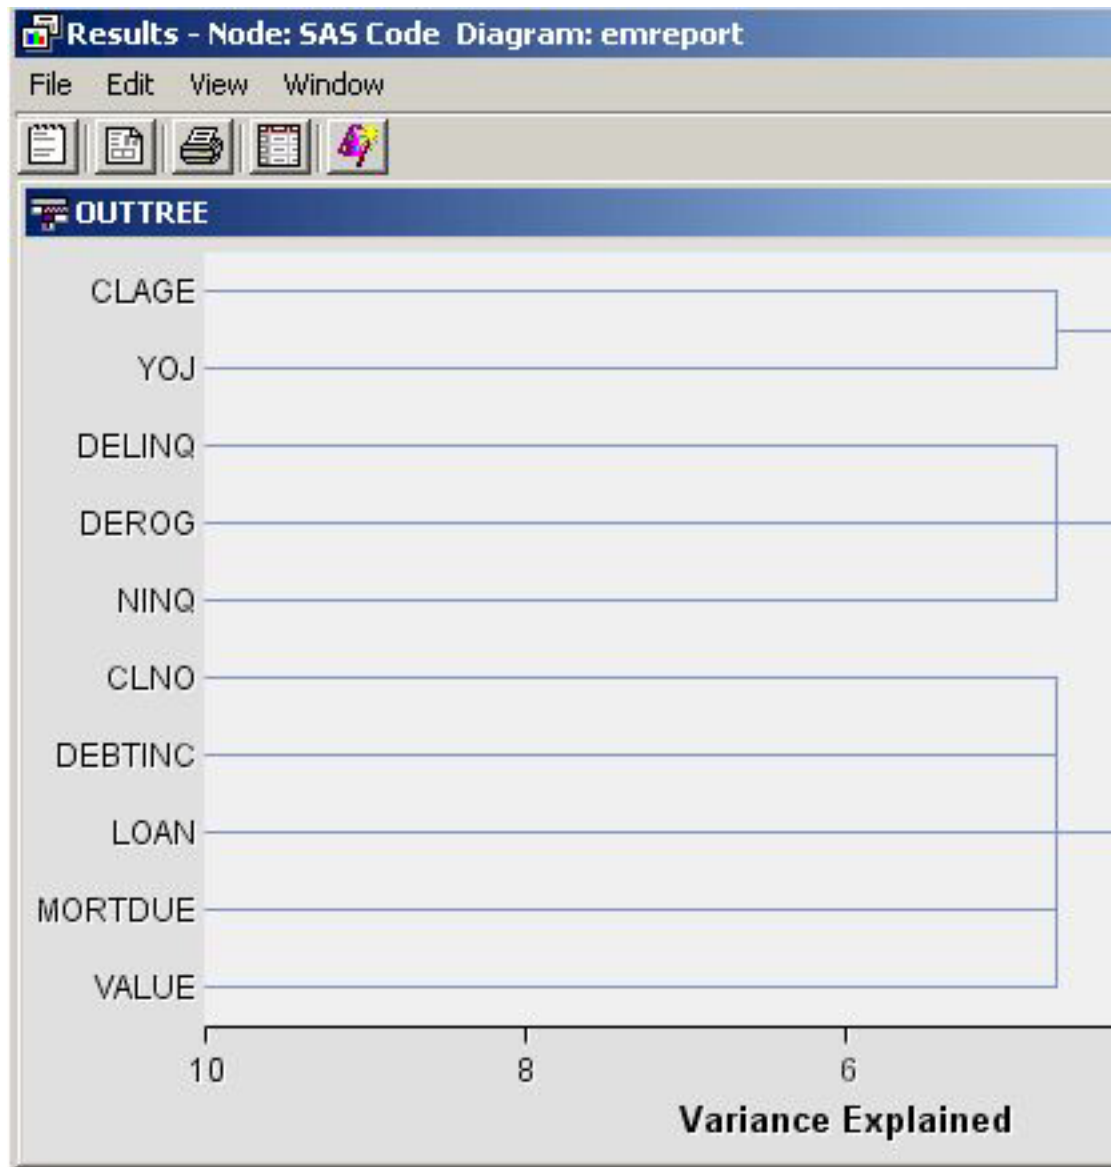 Results - Node: SAS Code Diagram: emreport
File Edit View Window
OUTTREE
CLAGE
YOJ
DELINQ
DEROG
NINQ
CLNO
DEBTINC
LOAN
MORTDUE
VALUE
10 8 6
Variance Explained